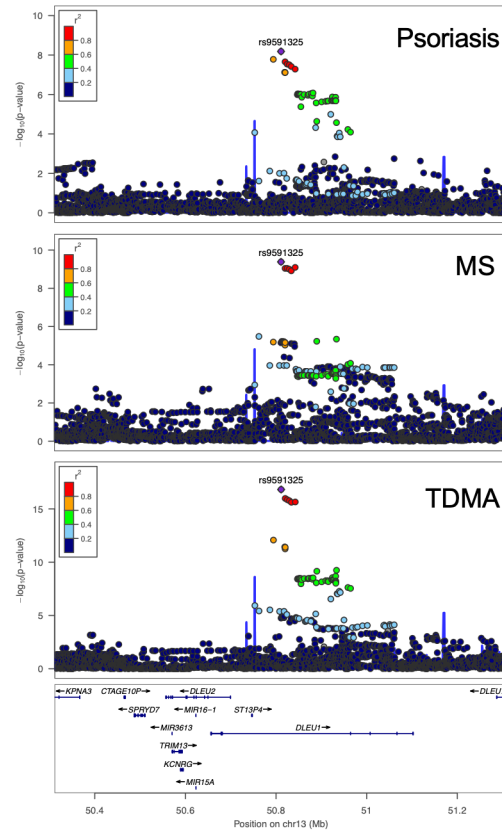 Psoriasis
rs9591325
r²
0.8
0.6
0.4
0.2
−log10(p−value)
10
8
6
4
2
0
MS
rs9591325
r²
0.8
0.6
0.4
0.2
−log10(p−value)
10
8
6
4
2
0
TDMA
rs9591325
r²
0.8
0.6
0.4
0.2
−log10(p−value)
15
10
5
0
←KPNA3 CTAGE10P→ ←DLEU2 ←DLEU
←SPRYD7 ←MIR16−1 ST13P4→
←MIR3613 DLEU1→
TRIM13→
KCNRG→
←MIR15A
50.4 50.6 50.8 51 51.2
Position on chr13 (Mb)